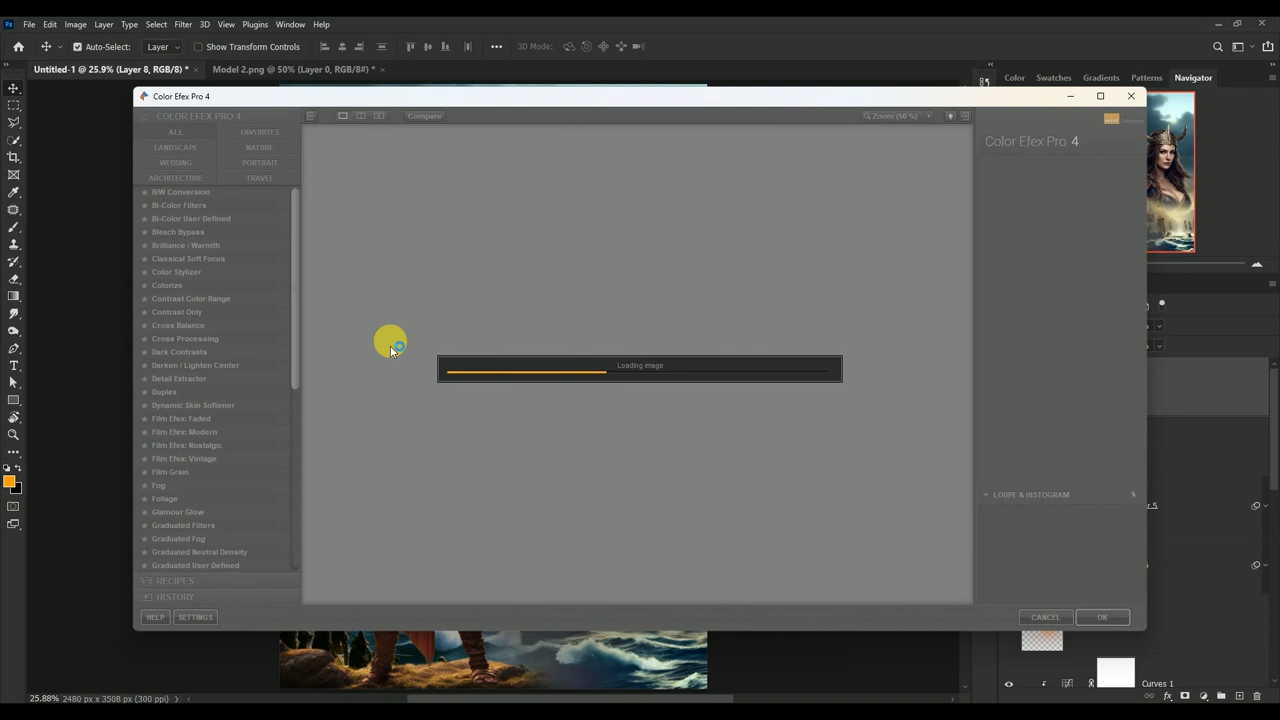 Ps File Edit Image Layer Type Select Filter 3D View Plugins Window Help
Auto-Select: Layer Show Transform Controls 3D Mode:
Untitled-1 @ 25.9% (Layer 8, RGB/8) * × Model 2.png @ 50% (Layer 0, RGB/8#) * ×
Color Swatches Gradients Patterns Navigator
Color Efex Pro 4
COLOR EFEX PRO 4
Compare
Zoom (50 %)
Collection
Color Efex Pro 4
ALL FAVORITES
LANDSCAPE NATURE
WEDDING PORTRAIT
ARCHITECTURE TRAVEL
B/W Conversion
Bi-Color Filters
Bi-Color User Defined
Bleach Bypass
Brilliance / Warmth
Classical Soft Focus
Color Stylizer
Colorize
Contrast Color Range
Contrast Only
Cross Balance
Cross Processing
Dark Contrasts
Darken / Lighten Center
Detail Extractor
Duplex
Dynamic Skin Softener
Film Efex: Faded
Film Efex: Modern
Film Efex: Nostalgic
Film Efex: Vintage
Film Grain
Fog
Foliage
Glamour Glow
Graduated Filters
Graduated Fog
Graduated Neutral Density
Graduated User Defined
RECIPES
HISTORY
HELP SETTINGS
Loading image.
LOUPE & HISTOGRAM
CANCEL OK
Curves 1
25.88% 2480 px x 3508 px (300 ppi)